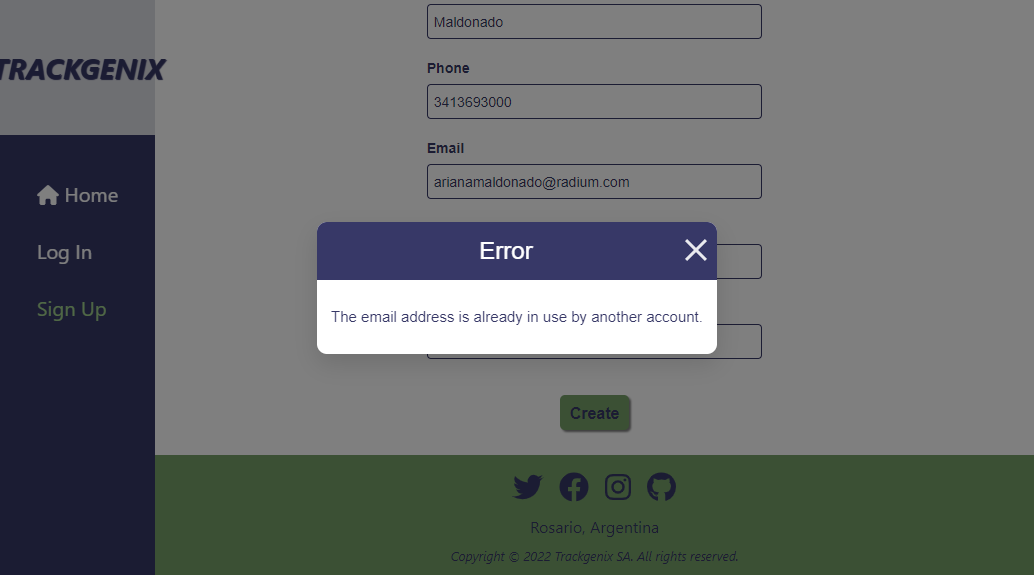 TRACKGENIX
Home
Log In
Sign Up
Maldonado
Phone
3413693000
Email
arianamaldonado@radium.com
Error
The email address is already in use by another account.
Create
Rosario, Argentina
Copyright © 2022 Trackgenix SA. All rights reserved.